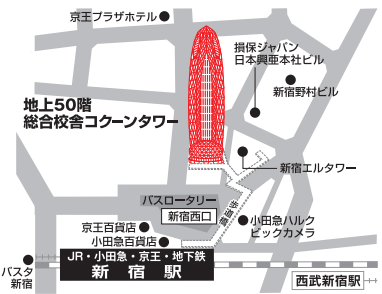 京王プラザホテル
損保ジャパン
日本興亜本社ビル
新宿野村ビル
地上50階
総合校舎コクーンタワー
新宿エルタワー
バスロータリー
新宿西口
歩道橋
小田急ハルク
ビックカメラ
京王百貨店
小田急百貨店
JR・小田急・京王・地下鉄
新宿駅
バスタ
新宿
西武新宿駅